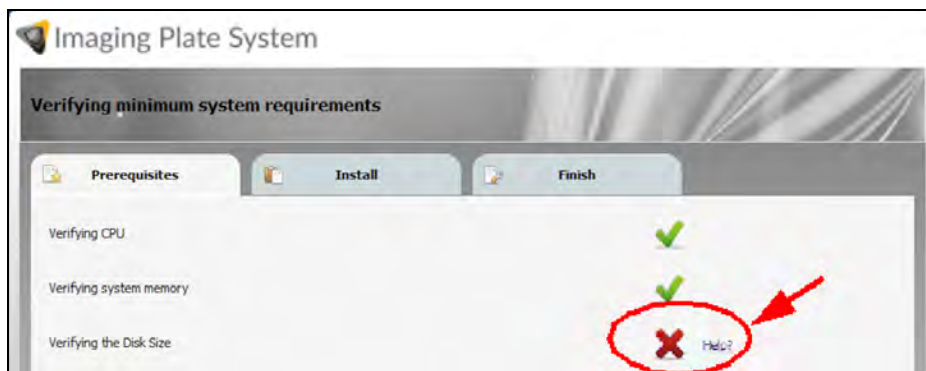 Imaging Plate System
Verifying minimum system requirements
Prerequisites Install Finish
Verifying CPU
Verifying system memory
Verifying the Disk Size Help?